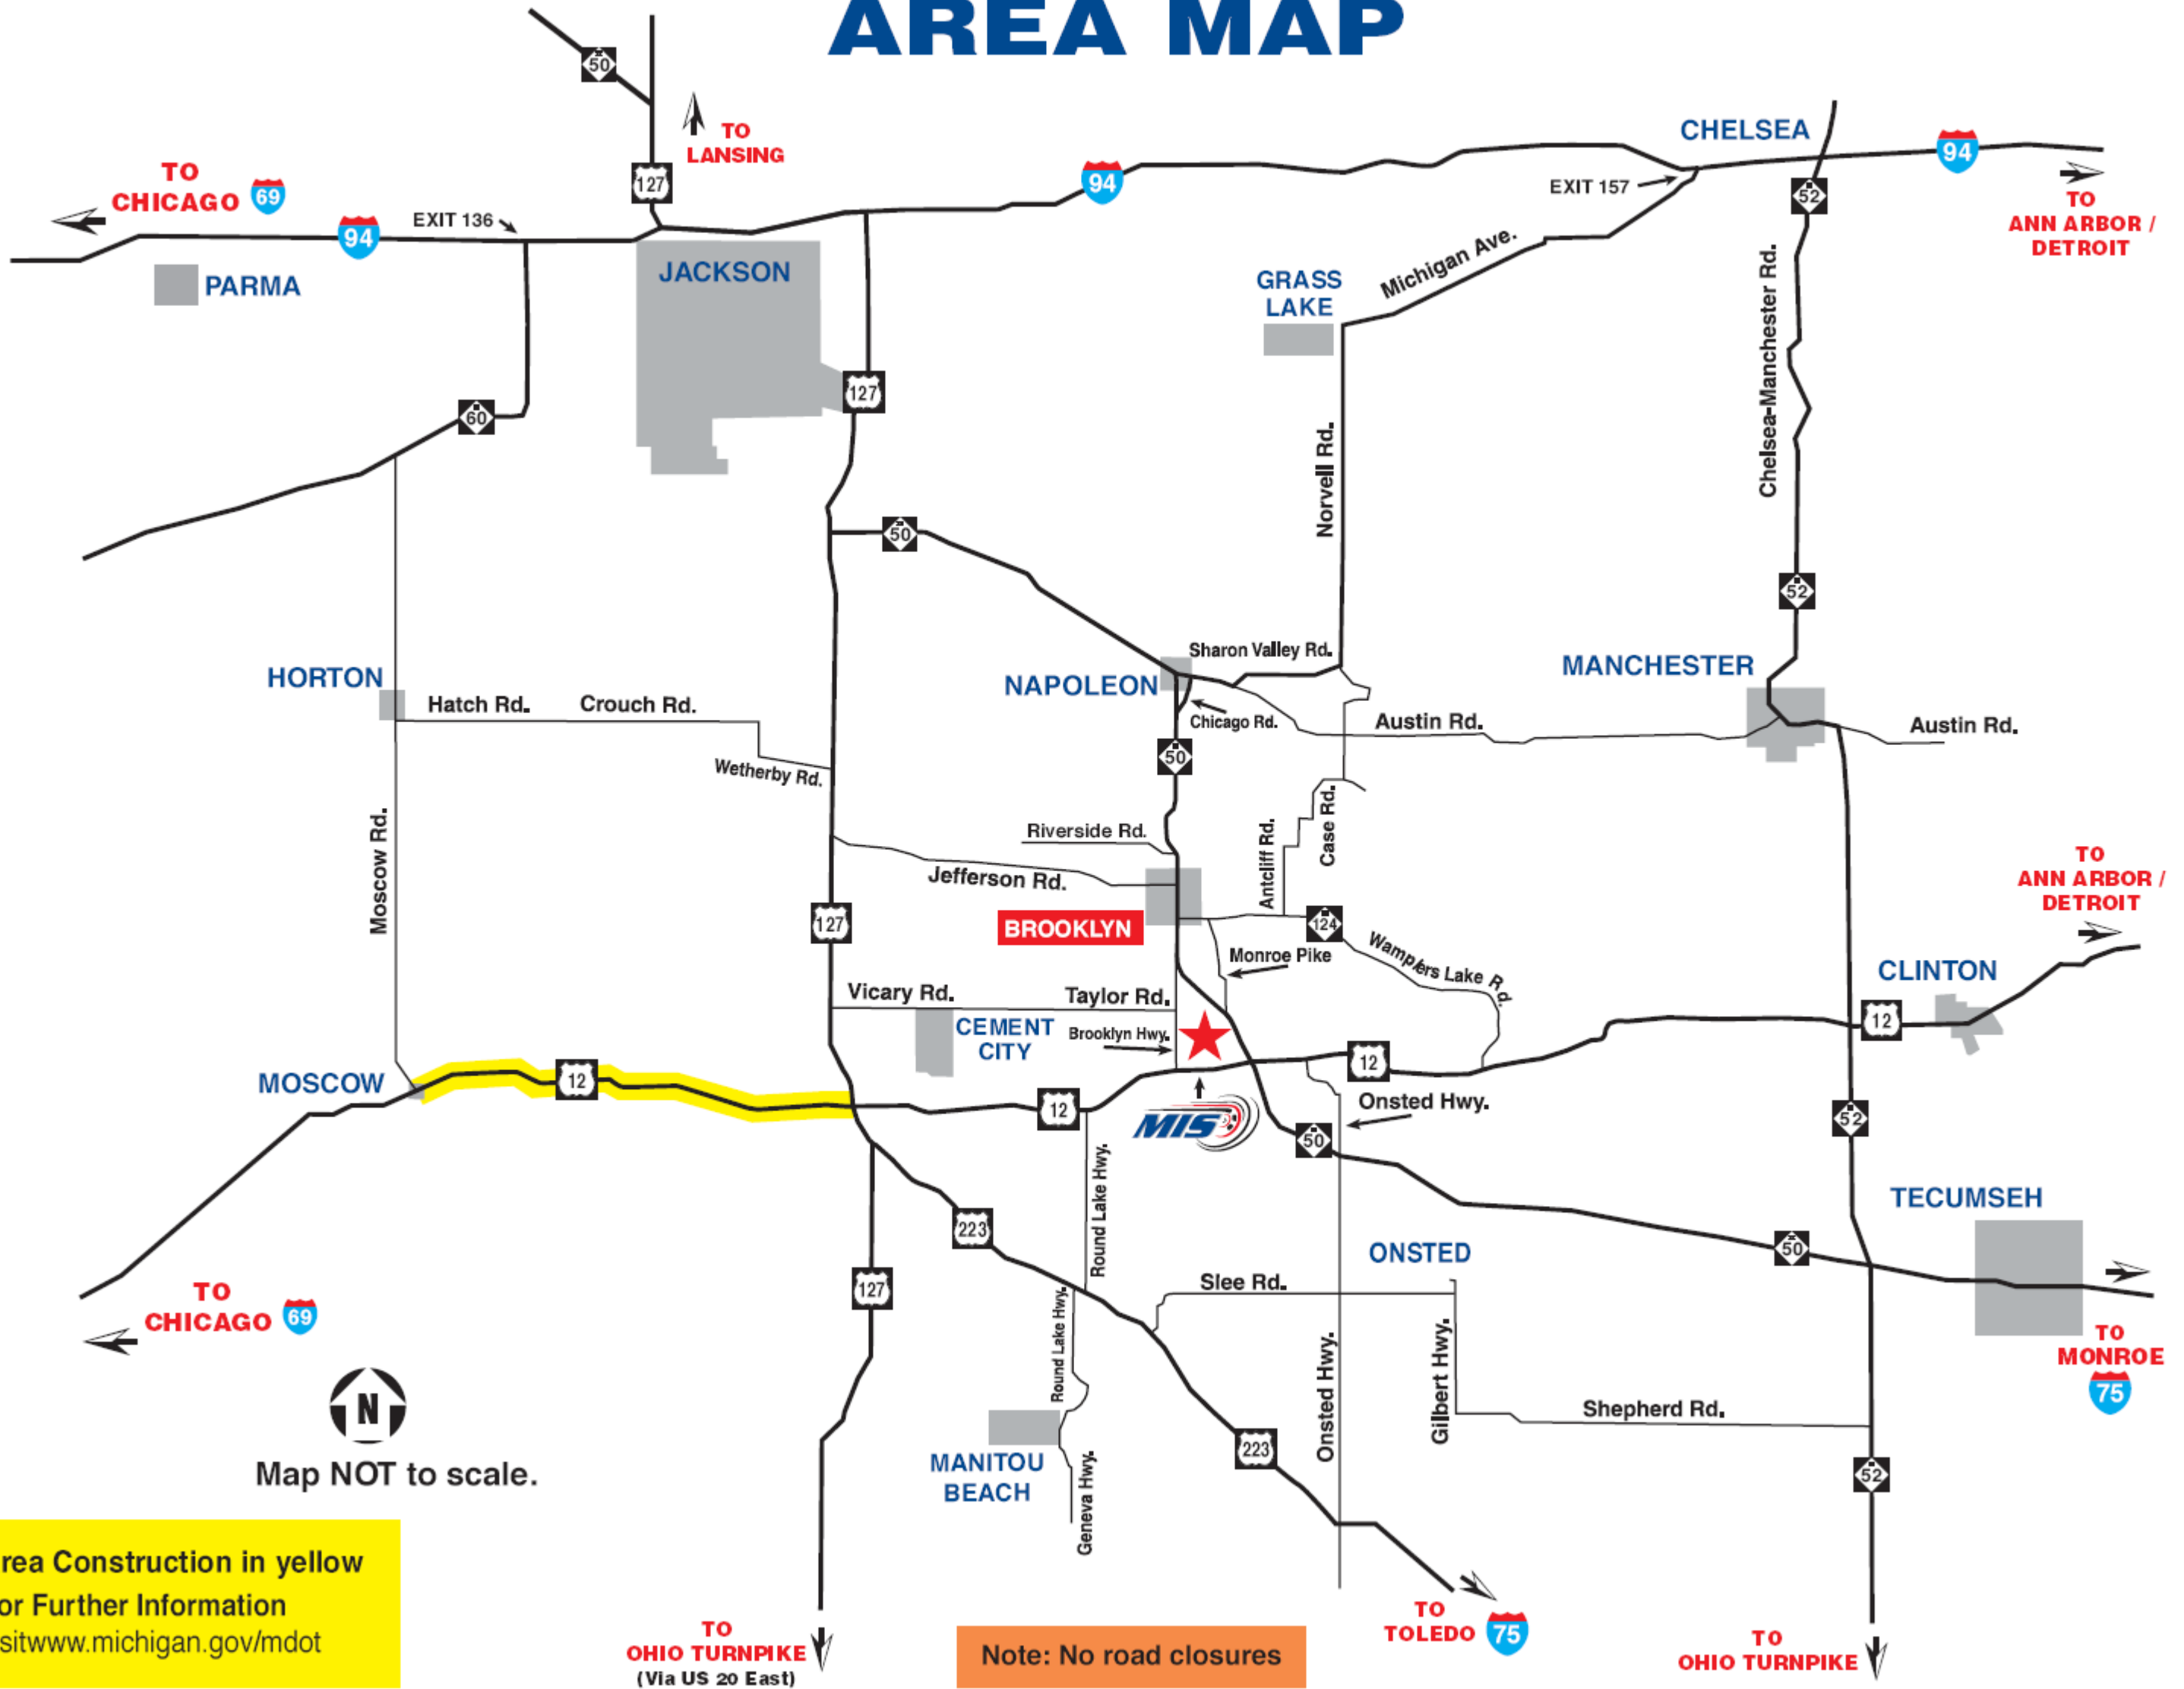 AREA MAP
50
TO
LANSING
CHELSEA
94
TO
CHICAGO 69
127
94
EXIT 157
52
TO
ANN ARBOR /
DETROIT
EXIT 136
94
PARMA
JACKSON
GRASS
LAKE
Michigan Ave.
Chelsea-Manchester Rd.
127
60
Norvell Rd.
50
52
Sharon Valley Rd.
HORTON
NAPOLEON
MANCHESTER
Hatch Rd.
Crouch Rd.
Chicago Rd.
Austin Rd.
Austin Rd.
Wetherby Rd.
50
Moscow Rd.
Riverside Rd.
Antcliff Rd.
Case Rd.
Jefferson Rd.
TO
ANN ARBOR /
DETROIT
127
BROOKLYN
124
Wamplers Lake Rd.
Monroe Pike
CLINTON
Vicary Rd.
Taylor Rd.
CEMENT
CITY
Brooklyn Hwy.
12
MOSCOW
12
12
12
MIS
Onsted Hwy.
52
50
Round Lake Hwy.
TECUMSEH
223
50
ONSTED
Slee Rd.
TO
CHICAGO 69
127
Round Lake Hwy.
Onsted Hwy.
Gilbert Hwy.
TO
MONROE
75
N
Shepherd Rd.
Map NOT to scale.
MANITOU
BEACH
223
52
Geneva Hwy.
rea Construction in yellow
or Further Information
sitwww.michigan.gov/mdot
TO
OHIO TURNPIKE
(Via US 20 East)
Note: No road closures
TO
TOLEDO 75
TO
OHIO TURNPIKE